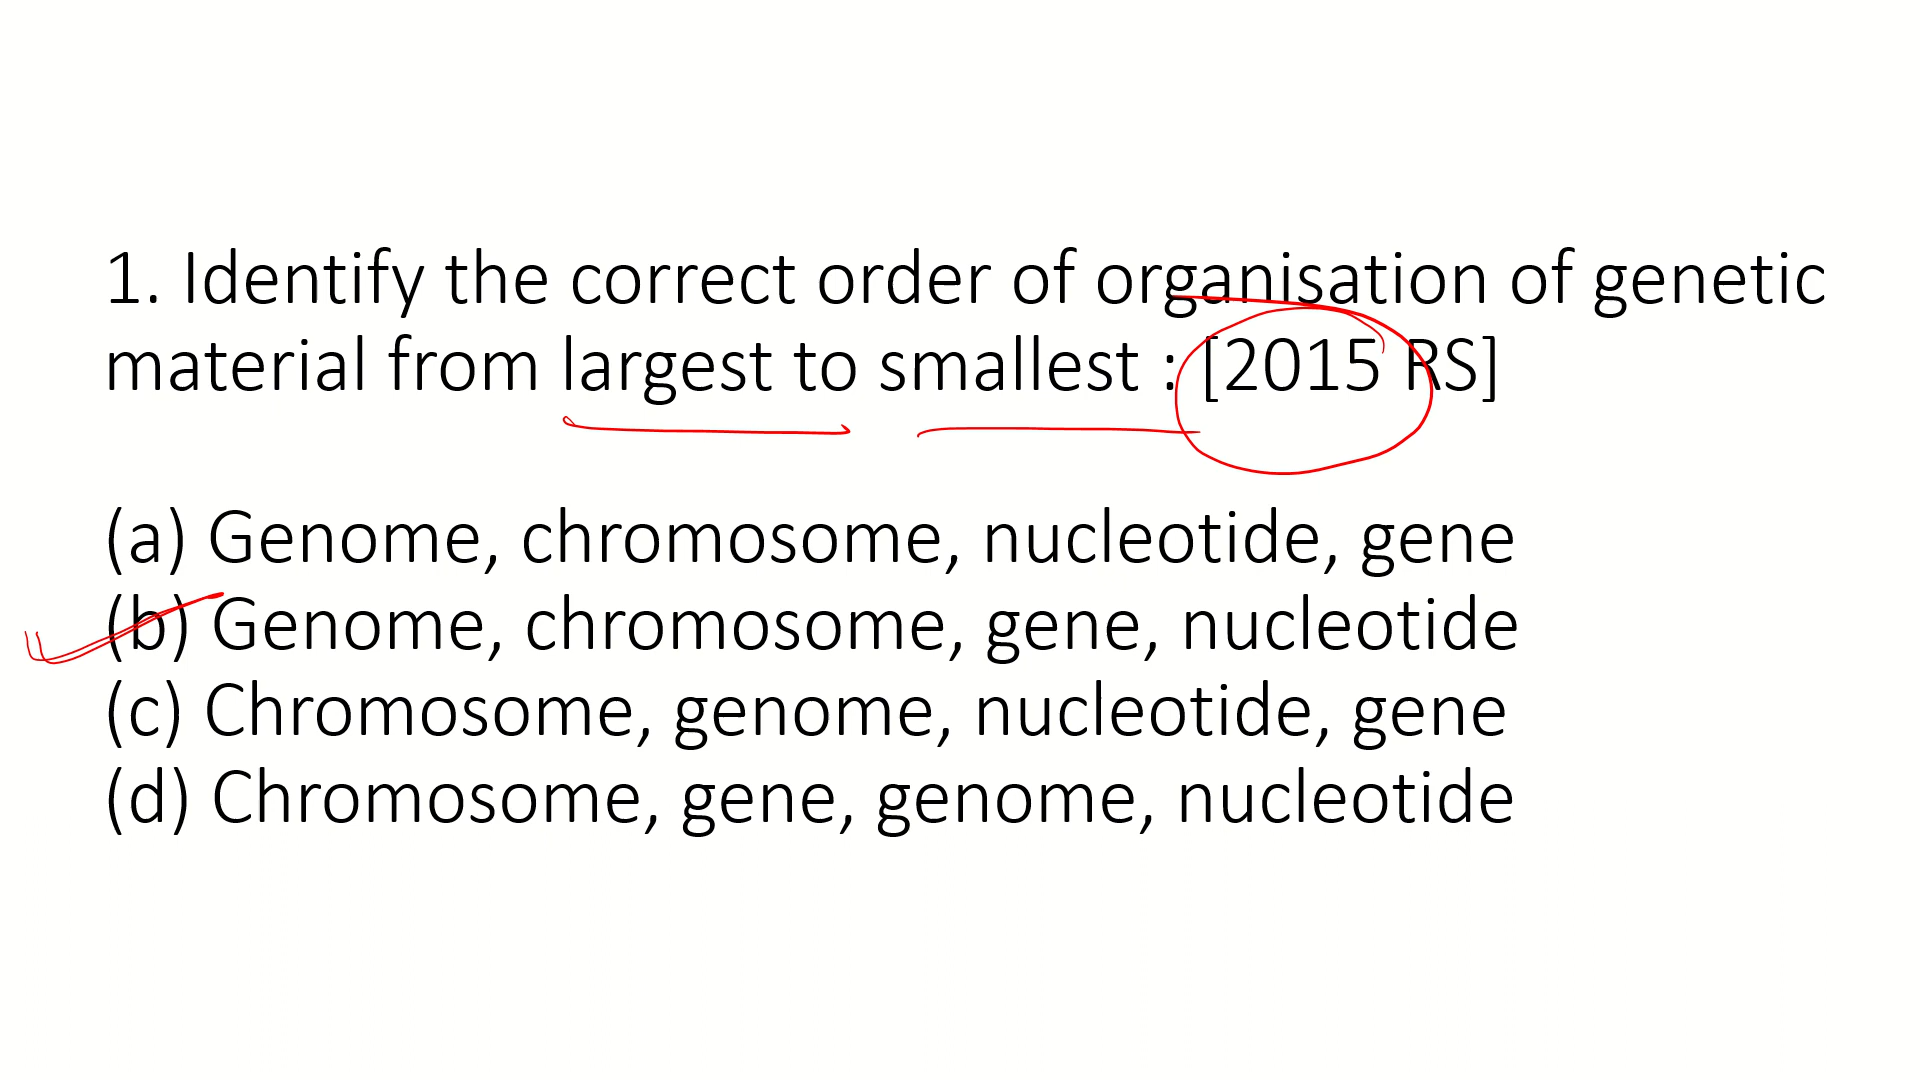 1. Identify the correct order of organisation of genetic
material from largest to smallest : [2015 RS]
(a) Genome, chromosome, nucleotide, gene
(b) Genome, chromosome, gene, nucleotide
(c) Chromosome, genome, nucleotide, gene
(d) Chromosome, gene, genome, nucleotide